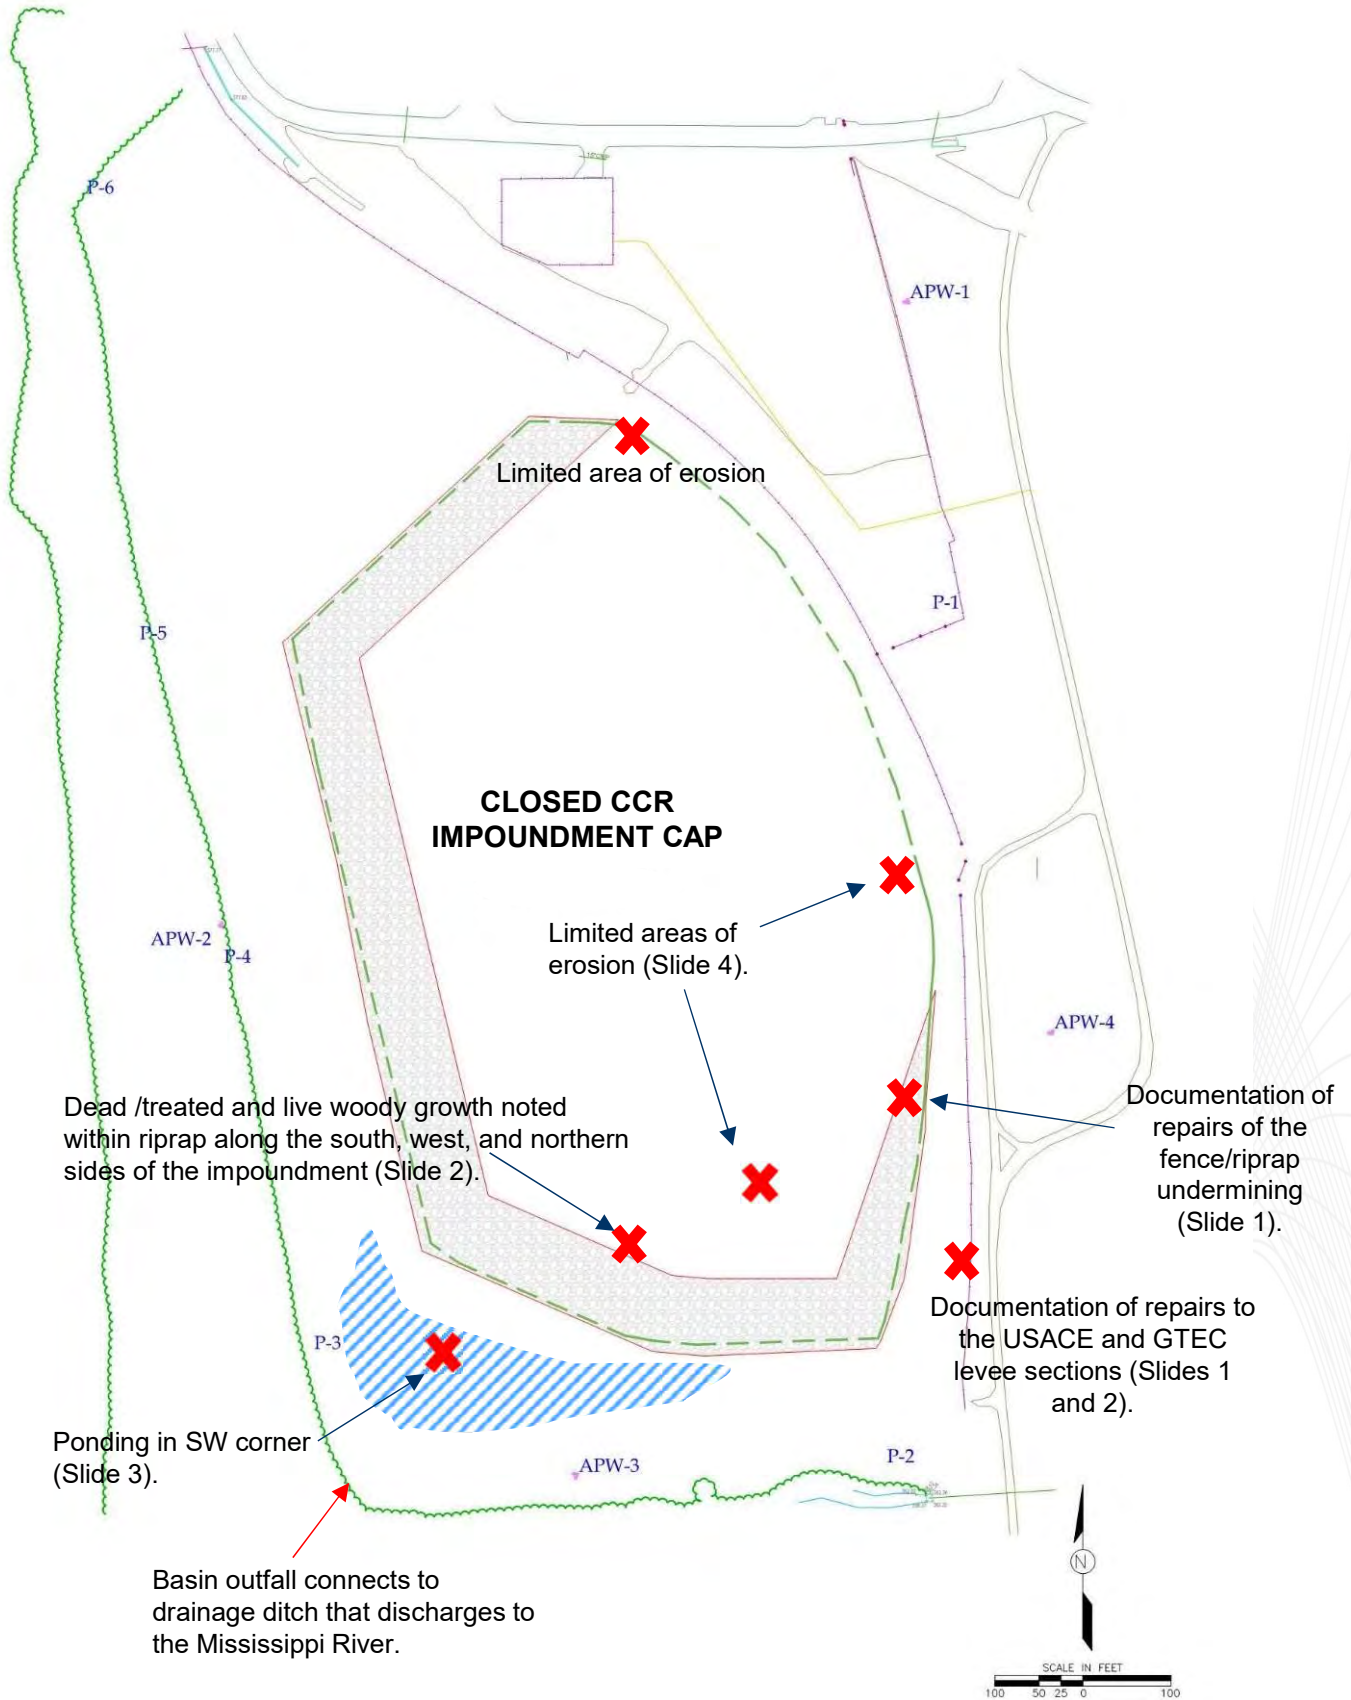 P-6
APW-1
Limited area of erosion
P-1
P-5
CLOSED CCR
IMPOUNDMENT CAP
Limited areas of
erosion (Slide 4).
APW-2
P-4
APW-4
Dead /treated and live woody growth noted
within riprap along the south, west, and northern
sides of the impoundment (Slide 2).
Documentation of
repairs of the
fence/riprap
undermining
(Slide 1).
Documentation of repairs to
the USACE and GTEC
levee sections (Slides 1
and 2).
P-3
Ponding in SW corner
(Slide 3).
APW-3
P-2
Basin outfall connects to
drainage ditch that discharges to
the Mississippi River.
N
SCALE IN FEET
100 50 25 0 100